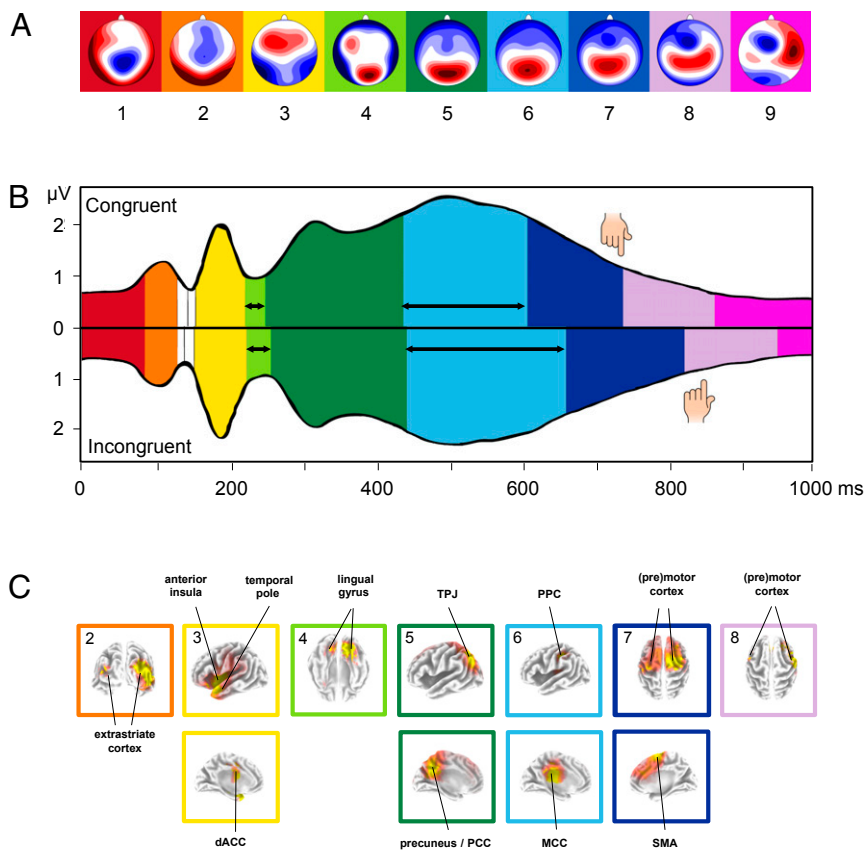 A
1 2 3 4 5 6 7 8 9
B
µV
Congruent
2
1
0
1
2
Incongruent
0 200 400 600 800 1000 ms
C
anterior insula
temporal pole
lingual gyrus
TPJ
PPC
(pre)motor cortex
(pre)motor cortex
2 3 4 5 6 7 8
extrastriate cortex
dACC
precuneus / PCC
MCC
SMA